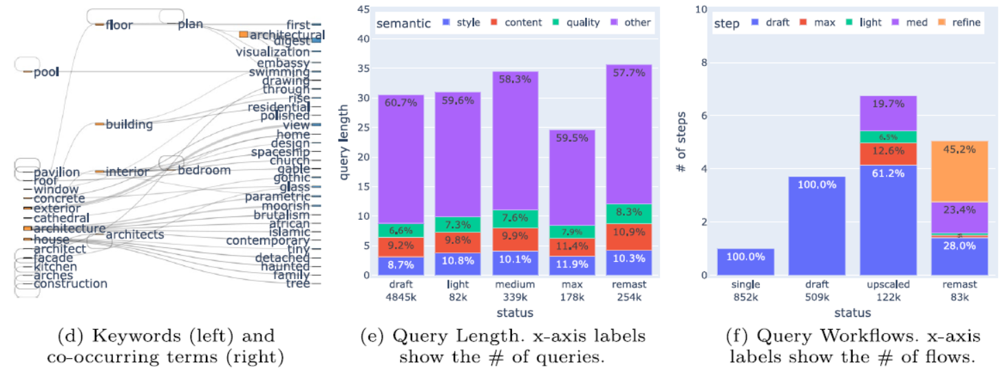 floor
plan
pool
building
pavilion
roof
interior
bedroom
window
concrete
exterior
cathedral
architecture
architects
house
architect
facade
kitchen
arches
construction
first
architectural
digest
visualization
embassy
swimming
drawing
through
rise
residential
polished
view
home
design
spaceship
church
gable
gothic
glass
parametric
moorish
brutalism
african
islamic
contemporary
tiny
detached
haunted
family
tree
(d) Keywords (left) and
co-occurring terms (right)
semantic style content quality other
45
40
35
30
25
20
15
10
5
0
query length
60.7% 59.6% 58.3% 59.5% 57.7%
6.6% 7.3% 7.6% 7.9% 8.3%
9.2% 9.8% 9.9% 11.4% 10.9%
8.7% 10.8% 10.1% 11.9% 10.3%
draft light medium max remast
4845k 82k 339k 178k 254k
status
(e) Query Length. x-axis labels
show the # of queries.
step draft max light med refine
10
8
6
4
2
0
# of steps
100.0%
100.0%
19.7%
6.5%
12.6%
61.2%
45.2%
23.4%
28.0%
single draft upscaled remast
852k 509k 122k 83k
status
(f) Query Workflows. x-axis
labels show the # of flows.